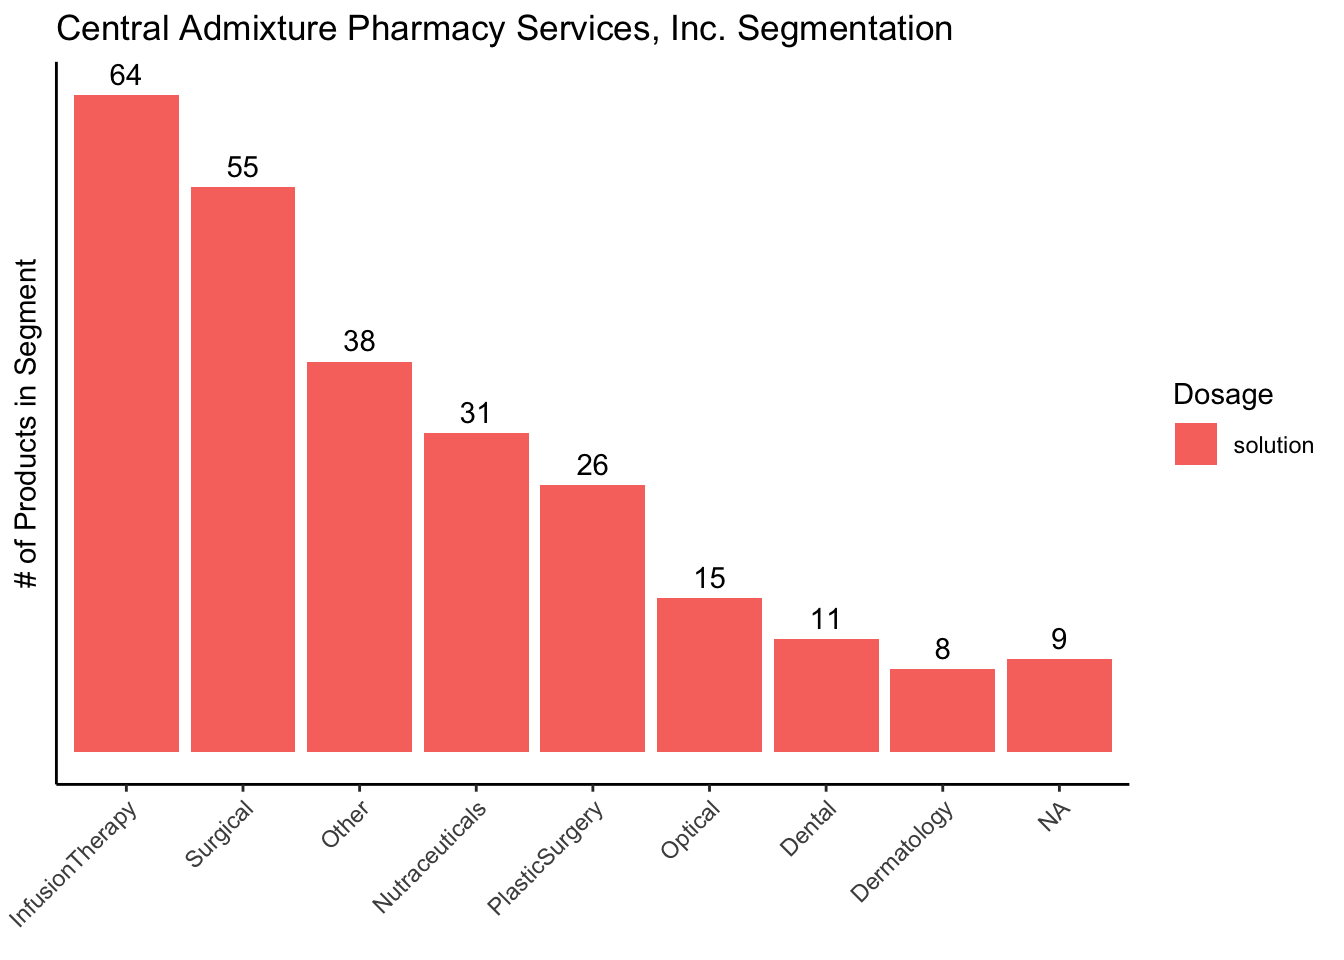 Central Admixture Pharmacy Services, Inc. Segmentation
# of Products in Segment
64
55
38
31
26
15
11
8
9
InfusionTherapy
Surgical
Other
Nutraceuticals
PlasticSurgery
Optical
Dental
Dermatology
NA
Dosage
solution